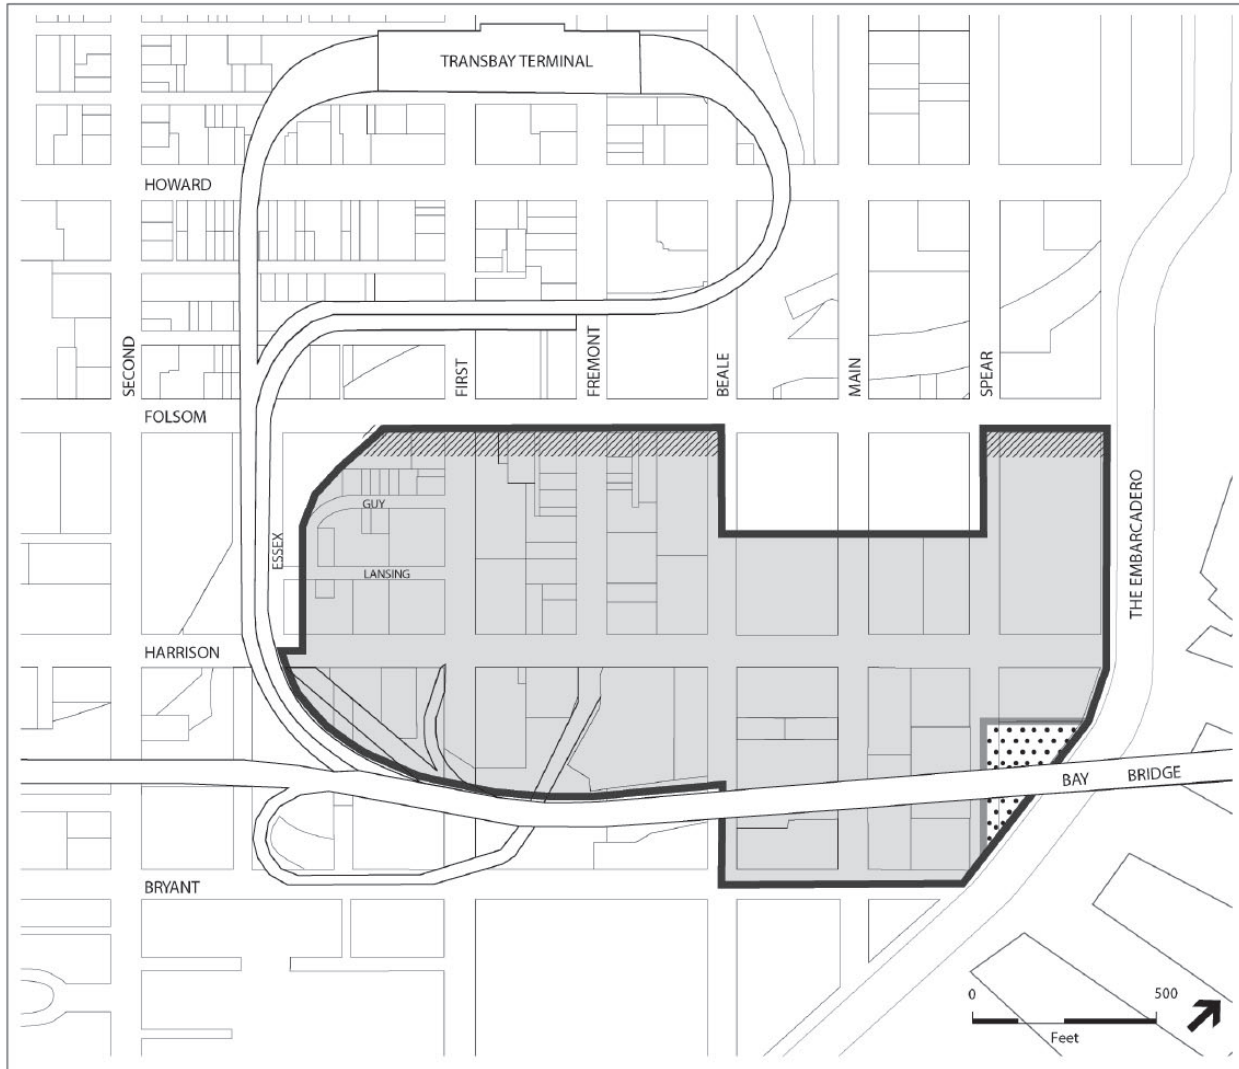 TRANSBAY TERMINAL
HOWARD
SECOND
FIRST
FREMONT
BEALE
MAIN
SPEAR
FOLSOM
GUY
ESSEX
LANSING
THE EMBARCADERO
HARRISON
BAY BRIDGE
BRYANT
0 500
Feet